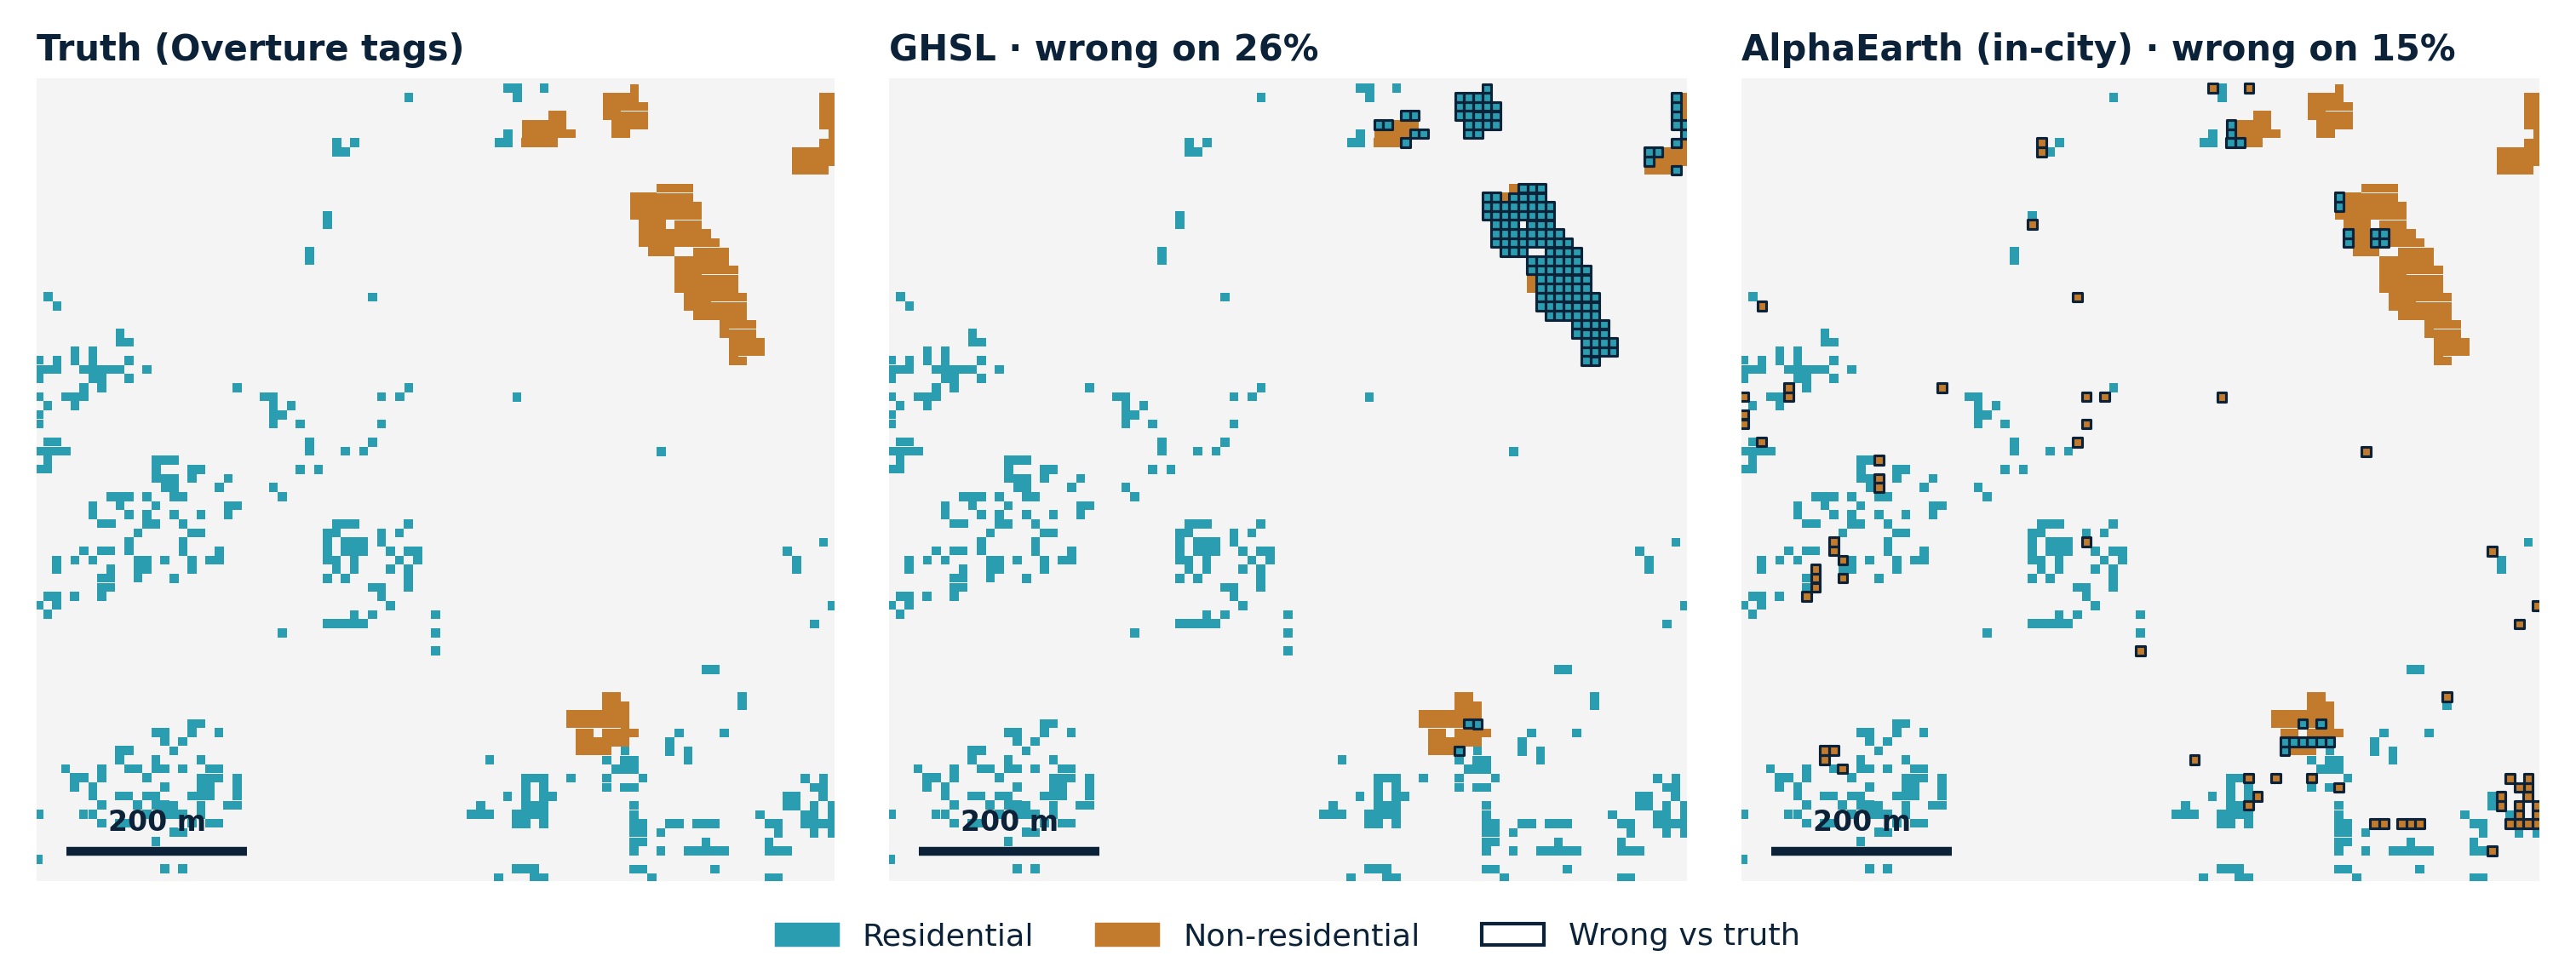 Truth (Overture tags)
GHSL · wrong on 26%
AlphaEarth (in-city) · wrong on 15%
200 m
200 m
200 m
Residential
Non-residential
Wrong vs truth